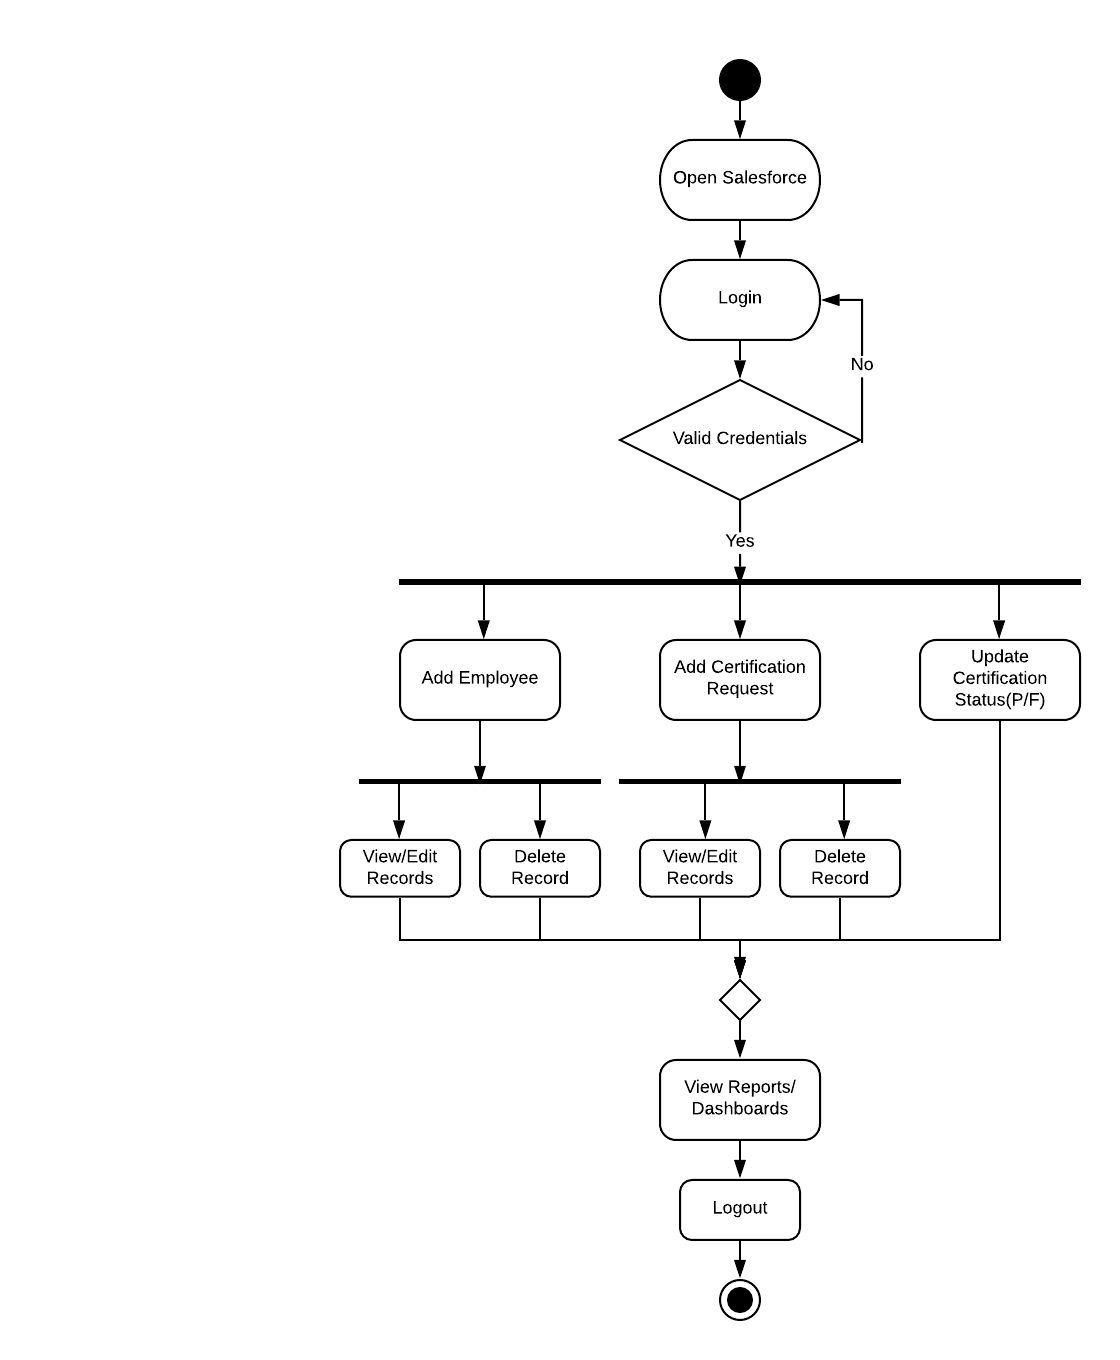 Open Salesforce
Login
No
Valid Credentials
Yes
Add Employee
Add Certification
Request
Update
Certification
Status(P/F)
View/Edit
Records
Delete
Record
View/Edit
Records
Delete
Record
View Reports/
Dashboards
Logout